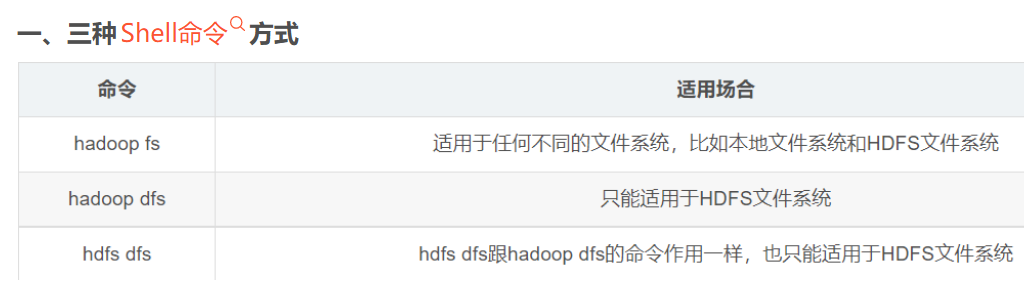 一、三种Shell命令方式
命令 适用场合
hadoop fs 适用于任何不同的文件系统，比如本地文件系统和HDFS文件系统
hadoop dfs 只能适用于HDFS文件系统
hdfs dfs hdfs dfs跟hadoop dfs的命令作用一样，也只能适用于HDFS文件系统